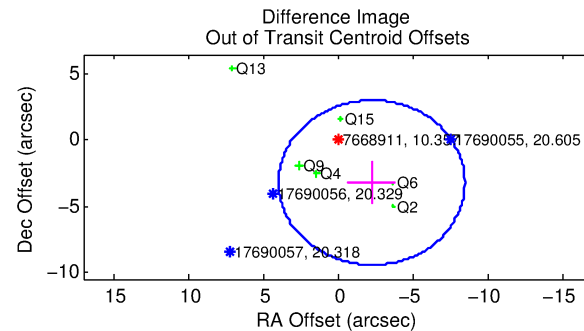 Difference Image
Out of Transit Centroid Offsets
Dec Offset (arcsec)
5
0
−5
−10
Q13
Q15
7668911, 10.357
17690055, 20.605
Q9
Q4
Q6
17690056, 20.329
Q2
17690057, 20.318
15 10 5 0 −5 −10 −15
RA Offset (arcsec)